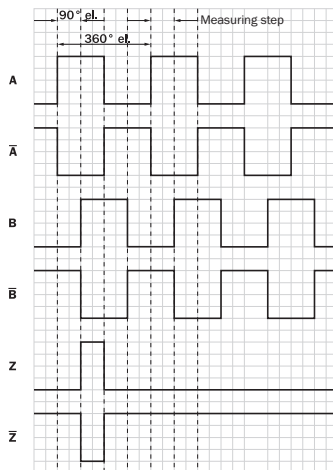 90° el.
Measuring step
360° el.
A
A̅
B
B̅
Z
Z̅